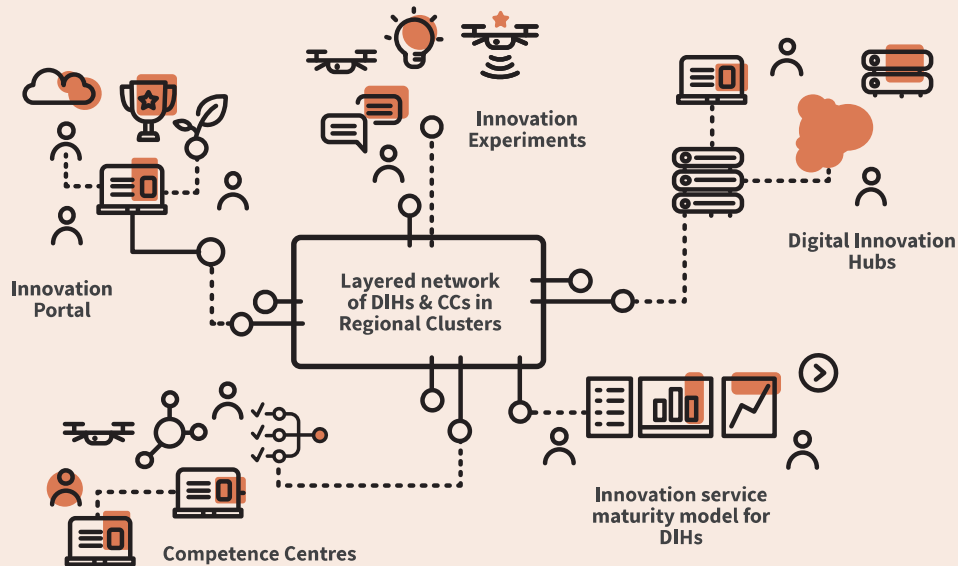 Innovation
Experiments
Digital Innovation
Hubs
Innovation
Portal
Layered network
of DIHs & CCs in
Regional Clusters
Innovation service
maturity model for
DIHs
Competence Centres